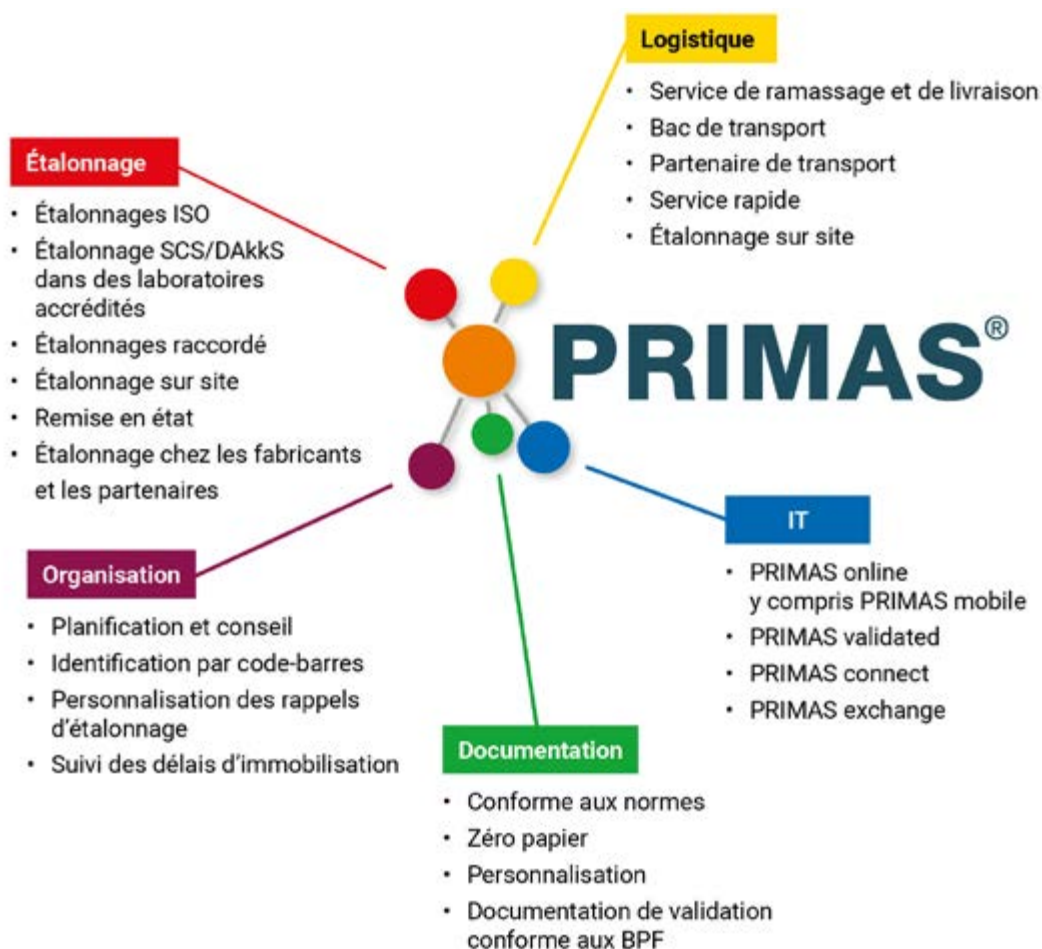 Logistique
• Service de ramassage et de livraison
• Bac de transport
• Partenaire de transport
• Service rapide
• Étalonnage sur site
Étalonnage
• Étalonnages ISO
• Étalonnage SCS/DAkkS
dans des laboratoires
accrédités
• Étalonnages raccordé
• Étalonnage sur site
• Remise en état
• Étalonnage chez les fabricants
et les partenaires
PRIMAS®
Organisation
• Planification et conseil
• Identification par code-barres
• Personnalisation des rappels
d'étalonnage
• Suivi des délais d'immobilisation
IT
• PRIMAS online
y compris PRIMAS mobile
• PRIMAS validated
• PRIMAS connect
• PRIMAS exchange
Documentation
• Conforme aux normes
• Zéro papier
• Personnalisation
• Documentation de validation
conforme aux BPF